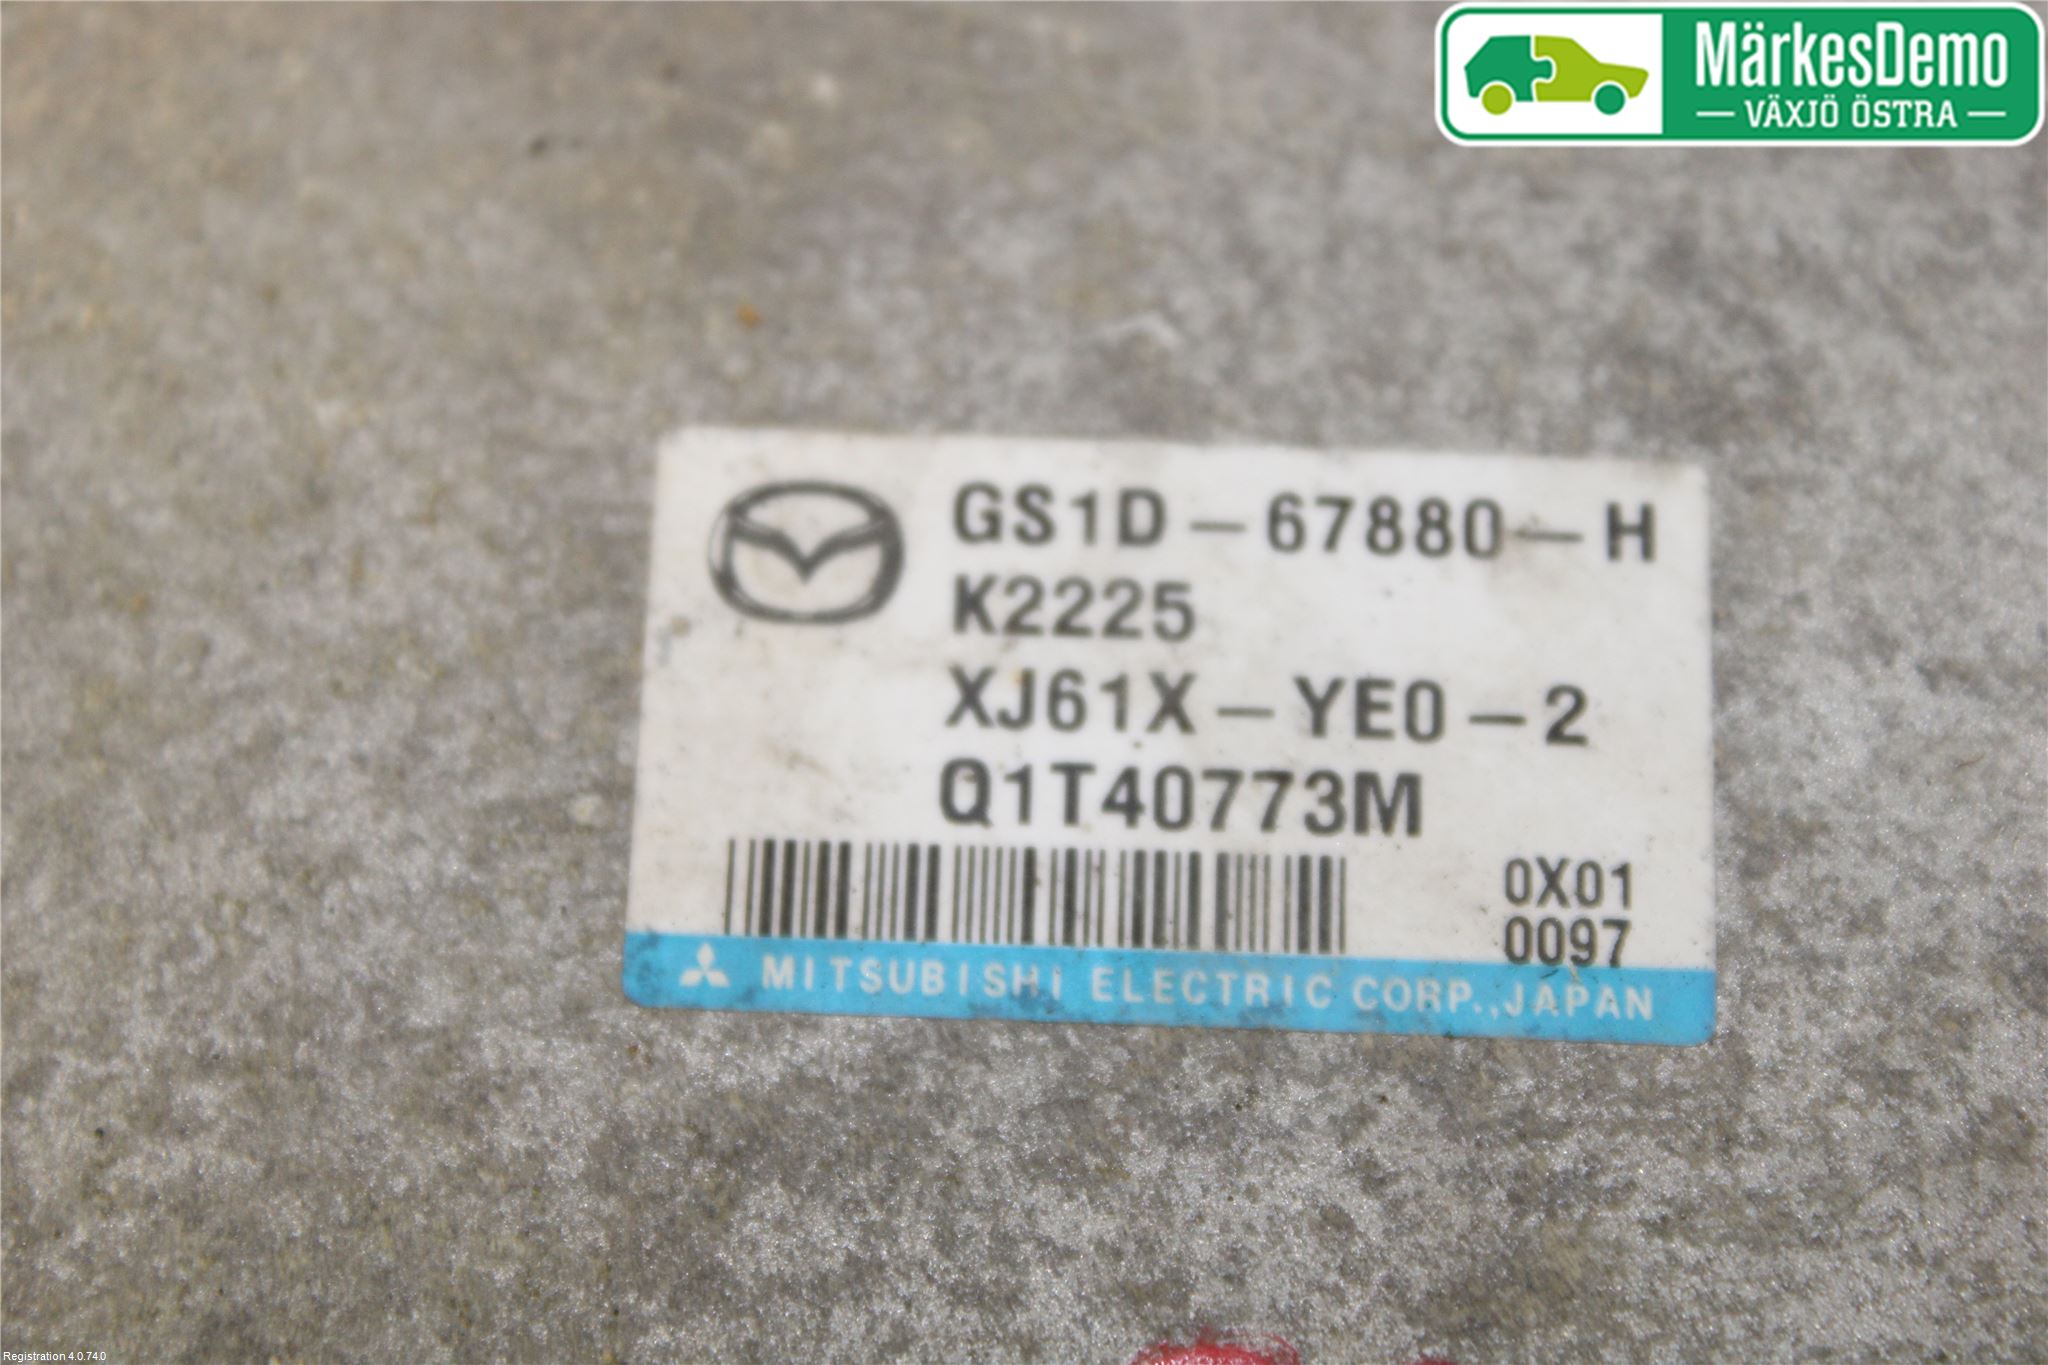 MärkesDemo
— VÄXJÖ ÖSTRA —
GS1D-67880-H
K2225
XJ61X-YE0-2
Q1T40773M
0X01
0097
MITSUBISHI ELECTRIC CORP.,JAPAN
Registration 4.0.74.0